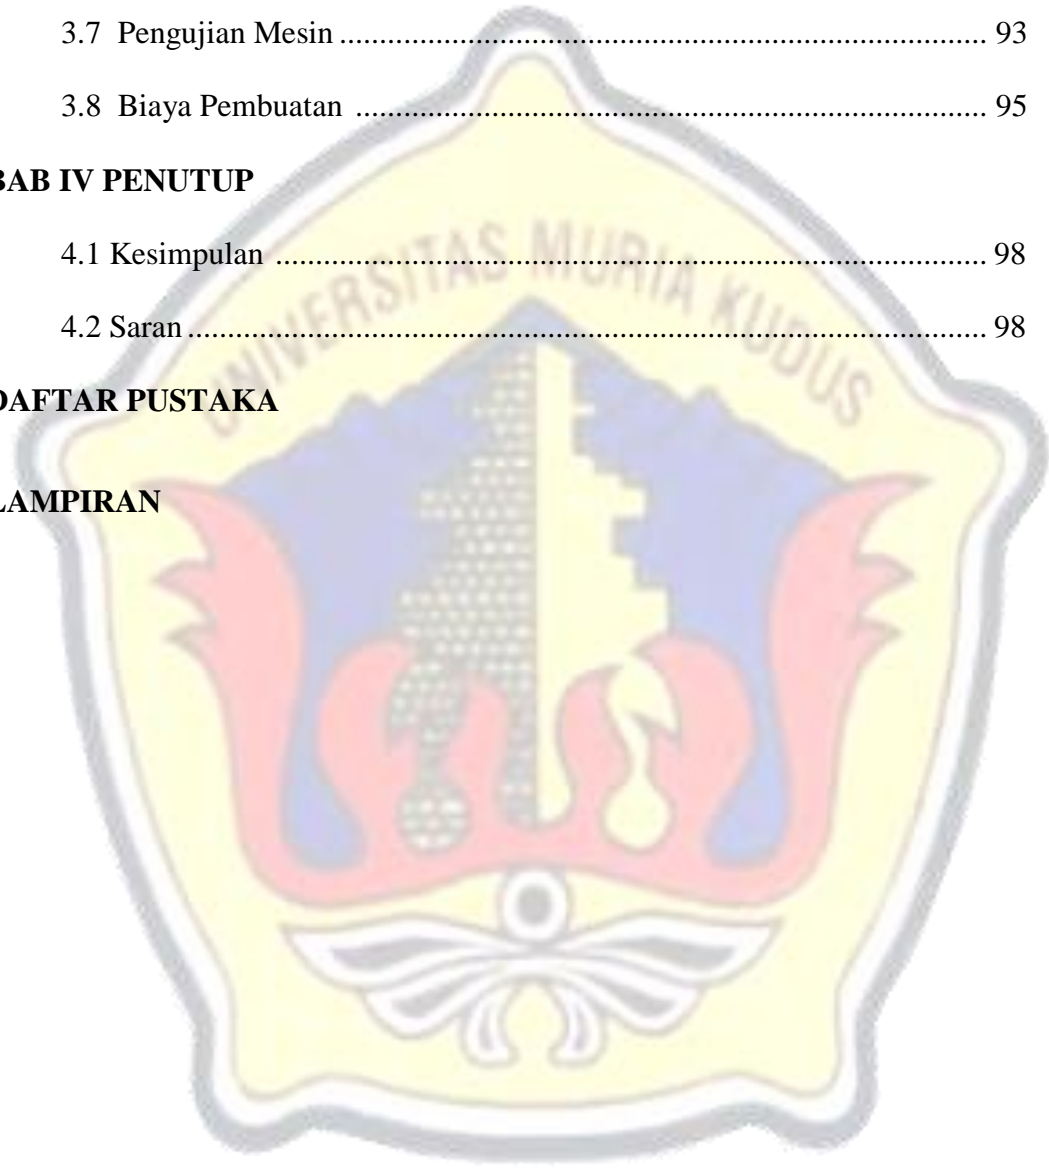 3.7 Pengujian Mesin ................................................................................ 93
3.8 Biaya Pembuatan .............................................................................. 95
BAB IV PENUTUP
4.1 Kesimpulan ........................................................................................ 98
4.2 Saran ................................................................................................... 98
DAFTAR PUSTAKA
LAMPIRAN
UNIVERSITAS MURIA KUDUS